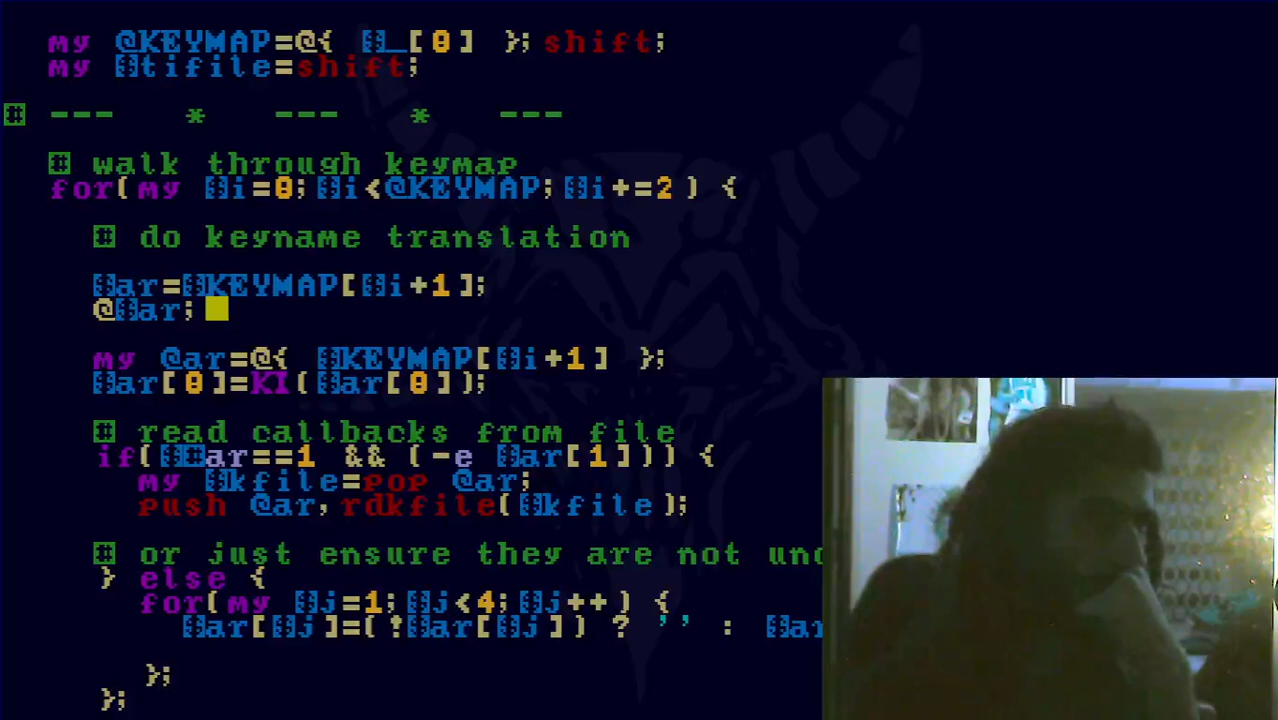 my @KEYMAP=@{ $_[0] }; shift;
my $tifile=shift;
# --- * --- * ---
# walk through keymap
for(my $i=0;$i<@KEYMAP;$i+=2) {
# do keyname translation
$ar=$KEYMAP[$i+1];
@$ar;
my @ar=@{ $KEYMAP[$i+1] };
$ar[0]=KI($ar[0]);
# read callbacks from file
if($#ar==1 && (-e $ar[1])) {
my $kfile=pop @ar;
push @ar,rdkfile($kfile);
# or just ensure they are not
} else {
for(my $j=1;$j<4;$j++) {
$ar[$j]=(!$ar[$j]) ? '' : $ar
};
};